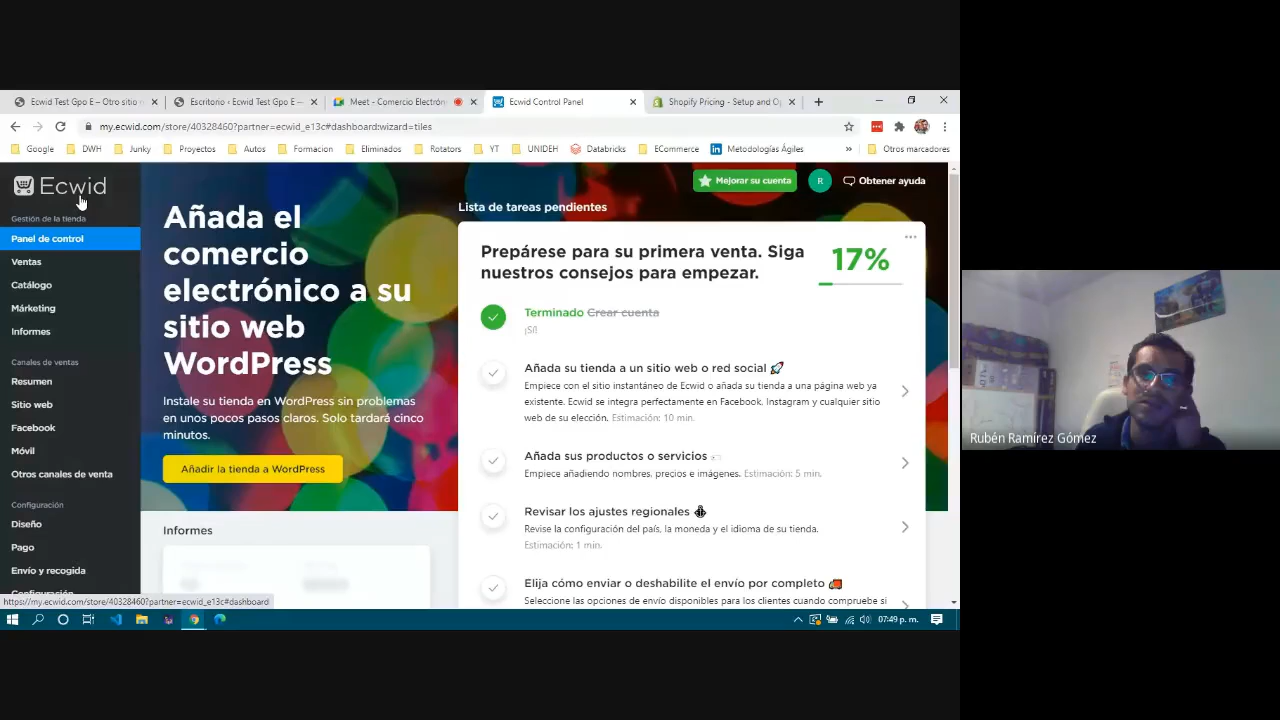 Ecwid Test Gpo E – Otro sitio
Escritorio ‹ Ecwid Test Gpo E —
Meet - Comercio Electrón
Ecwid Control Panel
Shopify Pricing - Setup and Op
my.ecwid.com/store/40328460?partner=ecwid_e13c#dashboard:wizard=tiles
Google
DWH
Junky
Proyectos
Autos
Formacion
Eliminados
Rotators
YT
UNIDEH
Databricks
ECommerce
Metodologías Ágiles
»
Otros marcadores
Ecwid
Mejorar su cuenta
R
Obtener ayuda
Gestión de la tienda
Panel de control
Ventas
Catálogo
Márketing
Informes
Canales de ventas
Resumen
Sitio web
Facebook
Móvil
Otros canales de venta
Configuración
Diseño
Pago
Envío y recogida
Configuración
Añada el
comercio
electrónico a su
sitio web
WordPress
Instale su tienda en WordPress sin problemas
en unos pocos pasos claros. Solo tardará cinco
minutos.
Añadir la tienda a WordPress
Informes
Lista de tareas pendientes
Prepárese para su primera venta. Siga
nuestros consejos para empezar.
17%
Terminado Crear cuenta
¡Sí!
Añada su tienda a un sitio web o red social 🚀
Empiece con el sitio instantáneo de Ecwid o añada su tienda a una página web ya
existente. Ecwid se integra perfectamente en Facebook. Instagram y cualquier sitio
web de su elección. Estimación: 10 min.
Añada sus productos o servicios
Empiece añadiendo nombres, precios e imágenes. Estimación: 5 min.
Revisar los ajustes regionales
Revise la configuración del país, la moneda y el idioma de su tienda.
Estimación: 1 min.
Elija cómo enviar o deshabilite el envío por completo 🚚
Seleccione las opciones de envío disponibles para los clientes cuando compruebe si
https://my.ecwid.com/store/40328460?partner=ecwid_e13c#dashboard
07:49 p. m.
Rubén Ramírez Gómez